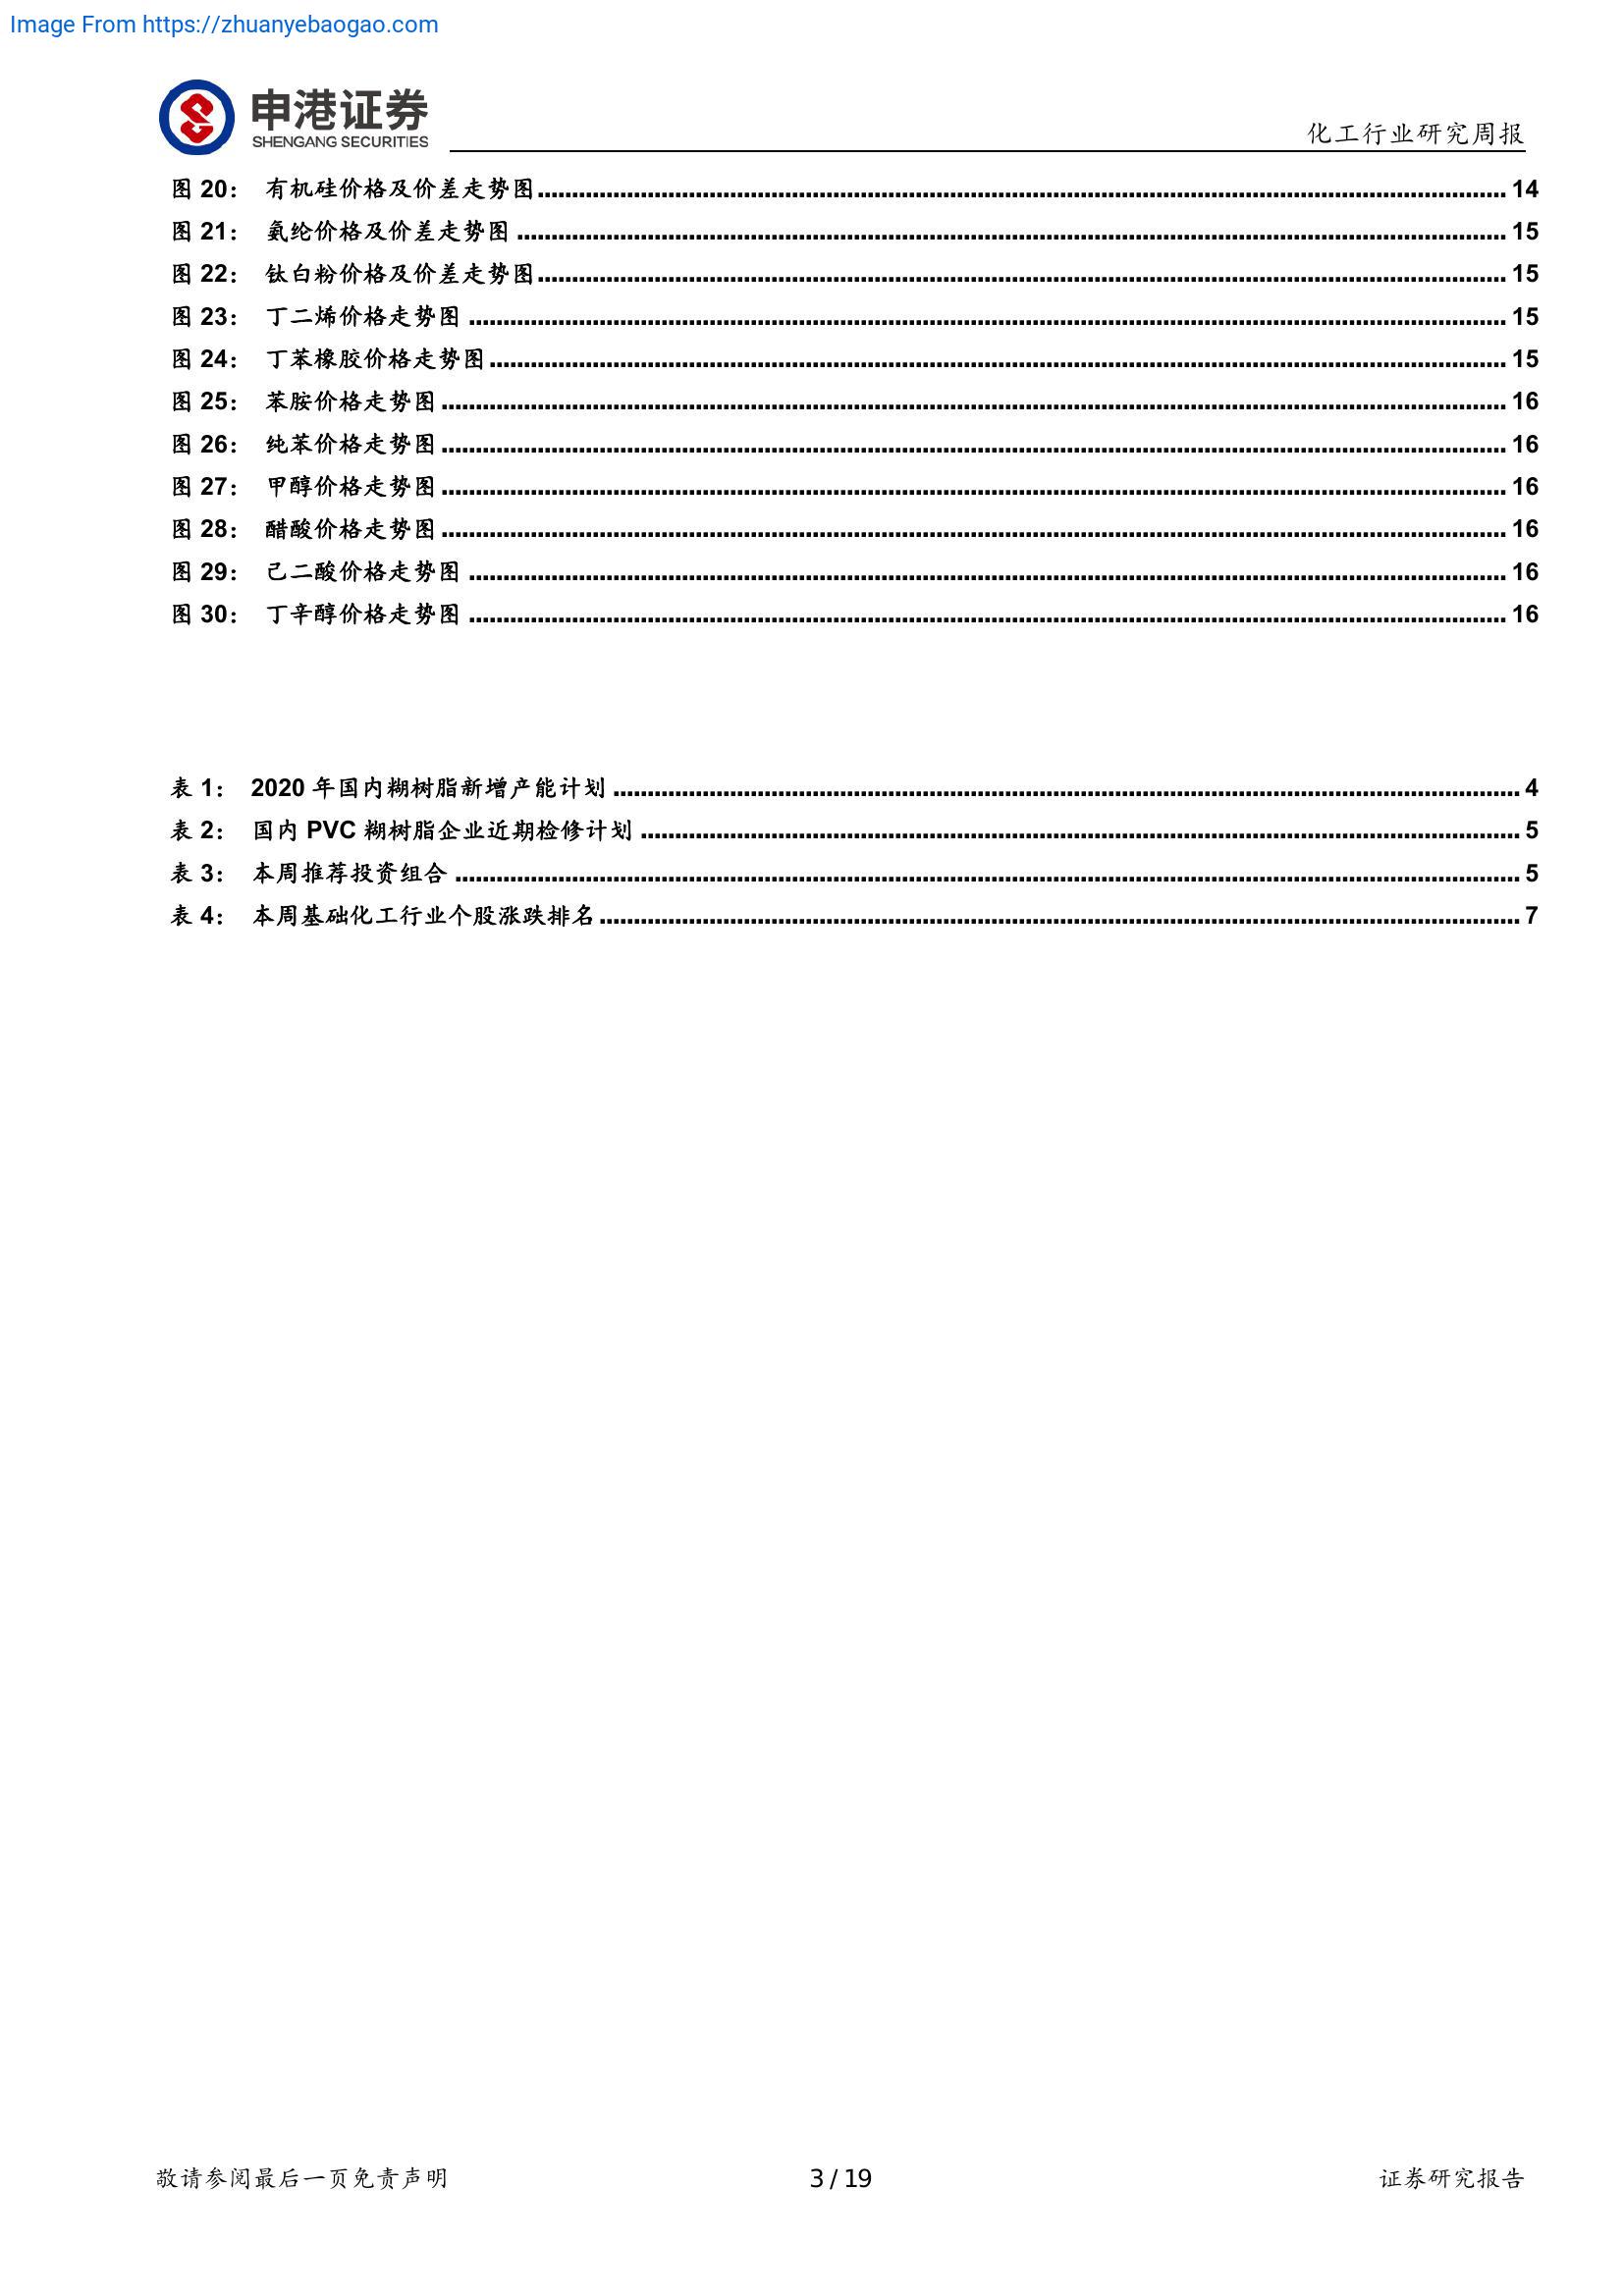 Image From https://zhuanyebaogao.com
申港证券
SHENGANG SECURITIES
化工行业研究周报
图 20： 有机硅价格及价差走势图 14
图 21： 氨纶价格及价差走势图 15
图 22： 钛白粉价格及价差走势图 15
图 23： 丁二烯价格走势图 15
图 24： 丁苯橡胶价格走势图 15
图 25： 苯胺价格走势图 16
图 26： 纯苯价格走势图 16
图 27： 甲醇价格走势图 16
图 28： 醋酸价格走势图 16
图 29： 己二酸价格走势图 16
图 30： 丁辛醇价格走势图 16
表 1： 2020 年国内糊树脂新增产能计划 4
表 2： 国内 PVC 糊树脂企业近期检修计划 5
表 3： 本周推荐投资组合 5
表 4： 本周基础化工行业个股涨跌排名 7
敬请参阅最后一页免责声明
3 / 19
证券研究报告